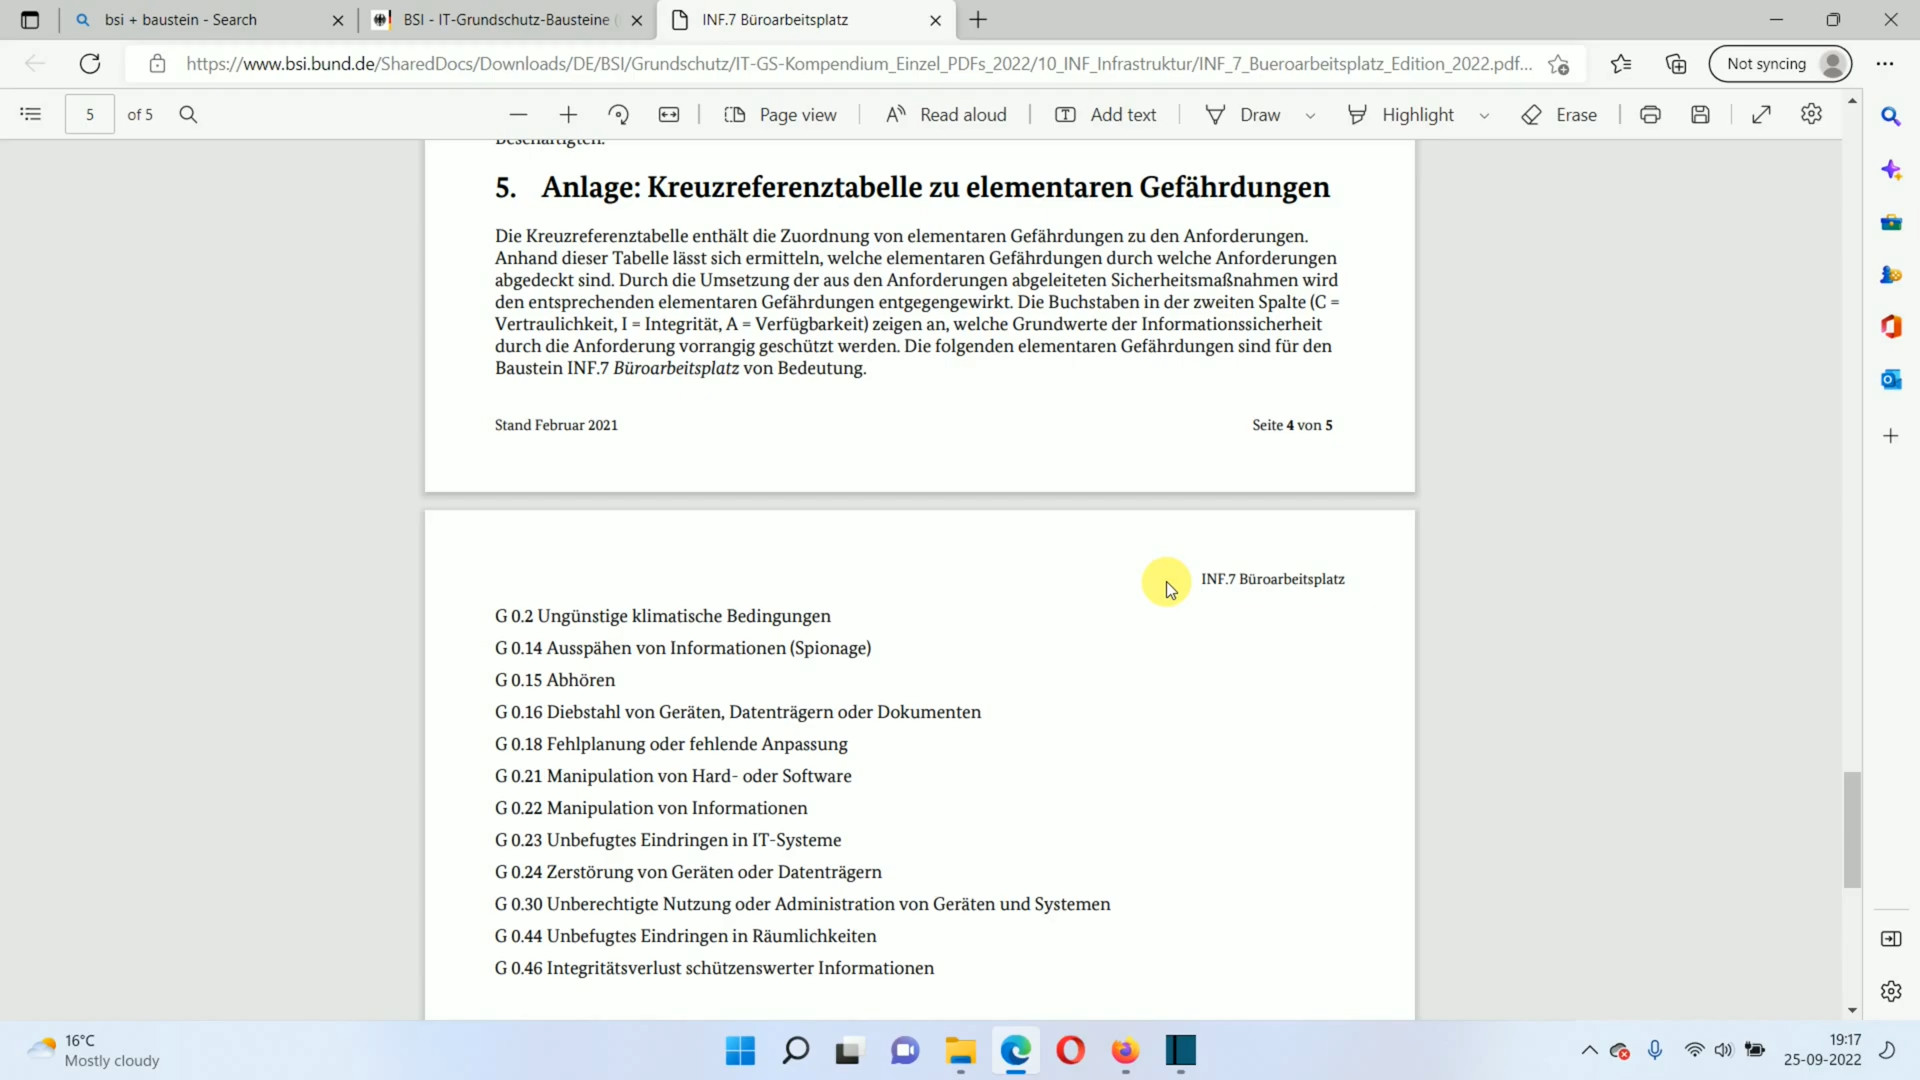 bsi + baustein - Search
BSI - IT-Grundschutz-Bausteine (
INF.7 Büroarbeitsplatz
https://www.bsi.bund.de/SharedDocs/Downloads/DE/BSI/Grundschutz/IT-GS-Kompendium_Einzel_PDFs_2022/10_INF_Infrastruktur/INF_7_Bueroarbeitsplatz_Edition_2022.pdf...
Not syncing
5 of 5
Page view
Read aloud
Add text
Draw
Highlight
Erase
Beschäftigten.
5. Anlage: Kreuzreferenztabelle zu elementaren Gefährdungen
Die Kreuzreferenztabelle enthält die Zuordnung von elementaren Gefährdungen zu den Anforderungen.
Anhand dieser Tabelle lässt sich ermitteln, welche elementaren Gefährdungen durch welche Anforderungen
abgedeckt sind. Durch die Umsetzung der aus den Anforderungen abgeleiteten Sicherheitsmaßnahmen wird
den entsprechenden elementaren Gefährdungen entgegengewirkt. Die Buchstaben in der zweiten Spalte (C =
Vertraulichkeit, I = Integrität, A = Verfügbarkeit) zeigen an, welche Grundwerte der Informationssicherheit
durch die Anforderung vorrangig geschützt werden. Die folgenden elementaren Gefährdungen sind für den
Baustein INF.7 Büroarbeitsplatz von Bedeutung.
Stand Februar 2021
Seite 4 von 5
INF.7 Büroarbeitsplatz
G 0.2 Ungünstige klimatische Bedingungen
G 0.14 Ausspähen von Informationen (Spionage)
G 0.15 Abhören
G 0.16 Diebstahl von Geräten, Datenträgern oder Dokumenten
G 0.18 Fehlplanung oder fehlende Anpassung
G 0.21 Manipulation von Hard- oder Software
G 0.22 Manipulation von Informationen
G 0.23 Unbefugtes Eindringen in IT-Systeme
G 0.24 Zerstörung von Geräten oder Datenträgern
G 0.30 Unberechtigte Nutzung oder Administration von Geräten und Systemen
G 0.44 Unbefugtes Eindringen in Räumlichkeiten
G 0.46 Integritätsverlust schützenswerter Informationen
16°C
Mostly cloudy
19:17
25-09-2022